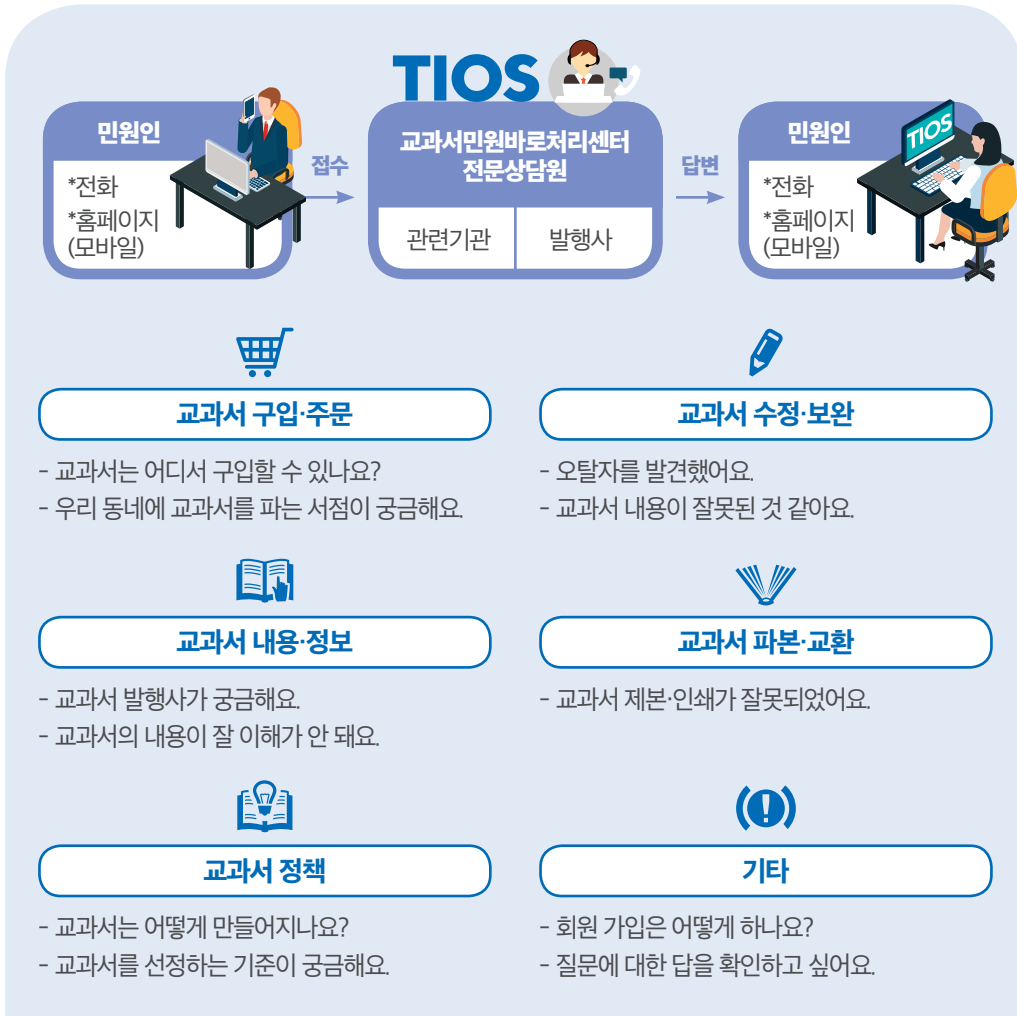 TIOS
민원인
*전화
*홈페이지
(모바일)
접수
교과서민원바로처리센터
전문상담원
관련기관
발행사
답변
민원인
*전화
*홈페이지
(모바일)
TIOS
교과서 구입·주문
- 교과서는 어디서 구입할 수 있나요?
- 우리 동네에 교과서를 파는 서점이 궁금해요.
교과서 수정·보완
- 오탈자를 발견했어요.
- 교과서 내용이 잘못된 것 같아요.
교과서 내용·정보
- 교과서 발행사가 궁금해요.
- 교과서의 내용이 잘 이해가 안 돼요.
교과서 파본·교환
- 교과서 제본·인쇄가 잘못되었어요.
교과서 정책
- 교과서는 어떻게 만들어지나요?
- 교과서를 선정하는 기준이 궁금해요.
기타
- 회원 가입은 어떻게 하나요?
- 질문에 대한 답을 확인하고 싶어요.